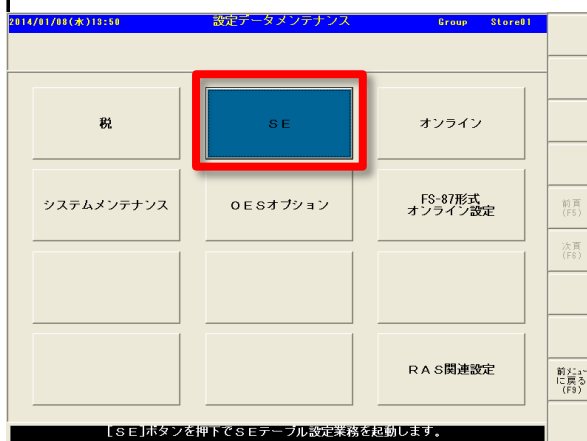 2014/01/08(水)13:50 設定データメンテナンス Group Store01
税 SE オンライン
システムメンテナンス OESオプション FS-87形式
オンライン設定
前頁
(F5)
次頁
(F8)
RAS関連設定
前メニュー
に戻る
(F9)
[SE]ボタンを押下でSEテーブル設定業務を起動します。